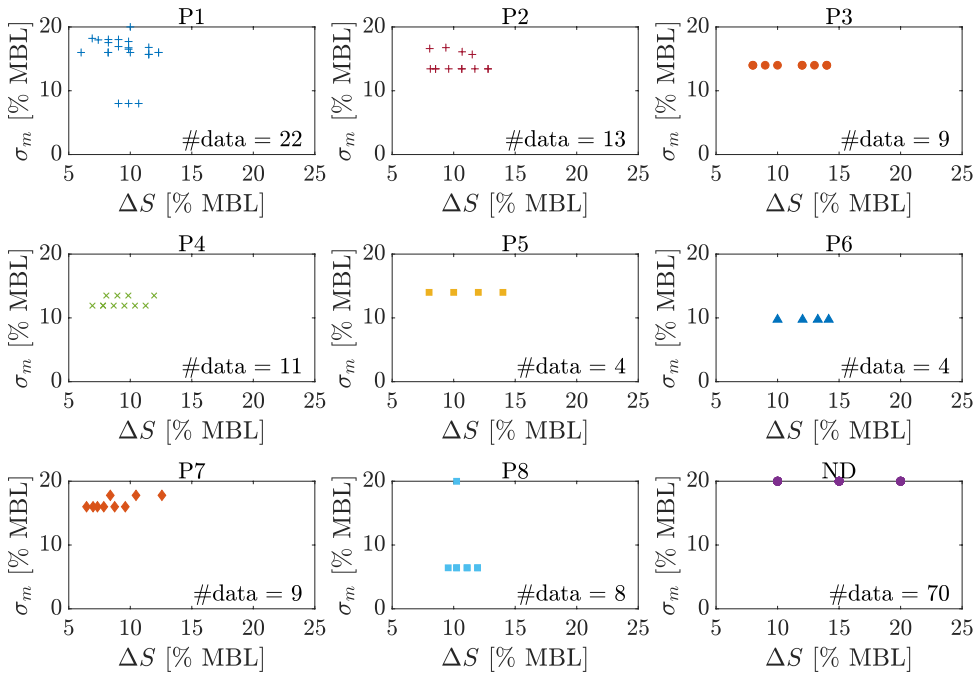 P1
20
10
0
σm [% MBL]
#data = 22
5 10 15 20 25
ΔS [% MBL]
P2
20
10
0
σm [% MBL]
#data = 13
5 10 15 20 25
ΔS [% MBL]
P3
20
10
0
σm [% MBL]
#data = 9
5 10 15 20 25
ΔS [% MBL]
P4
20
10
0
σm [% MBL]
#data = 11
5 10 15 20 25
ΔS [% MBL]
P5
20
10
0
σm [% MBL]
#data = 4
5 10 15 20 25
ΔS [% MBL]
P6
20
10
0
σm [% MBL]
#data = 4
5 10 15 20 25
ΔS [% MBL]
P7
20
10
0
σm [% MBL]
#data = 9
5 10 15 20 25
ΔS [% MBL]
P8
20
10
0
σm [% MBL]
#data = 8
5 10 15 20 25
ΔS [% MBL]
ND
20
10
0
σm [% MBL]
#data = 70
5 10 15 20 25
ΔS [% MBL]